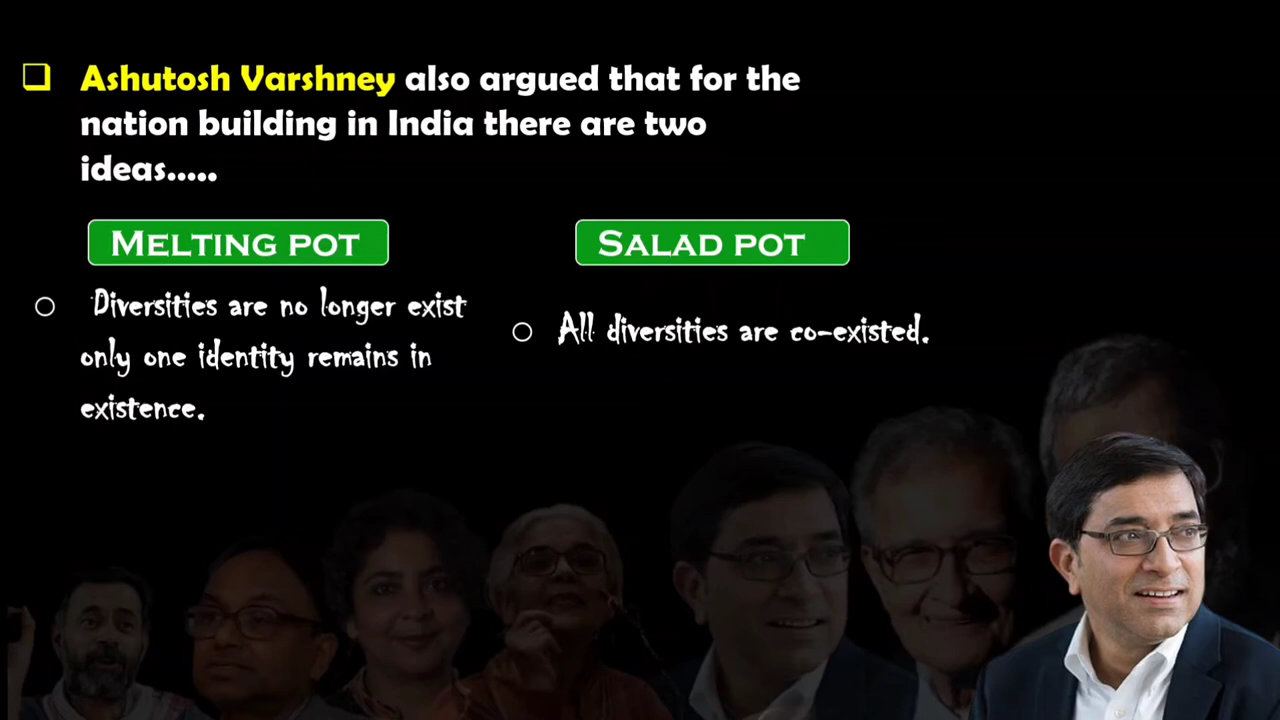 Ashutosh Varshney also argued that for the
nation building in India there are two
ideas.....
MELTING POT
SALAD POT
Diversities are no longer exist
only one identity remains in
existence.
All diversities are co-existed.